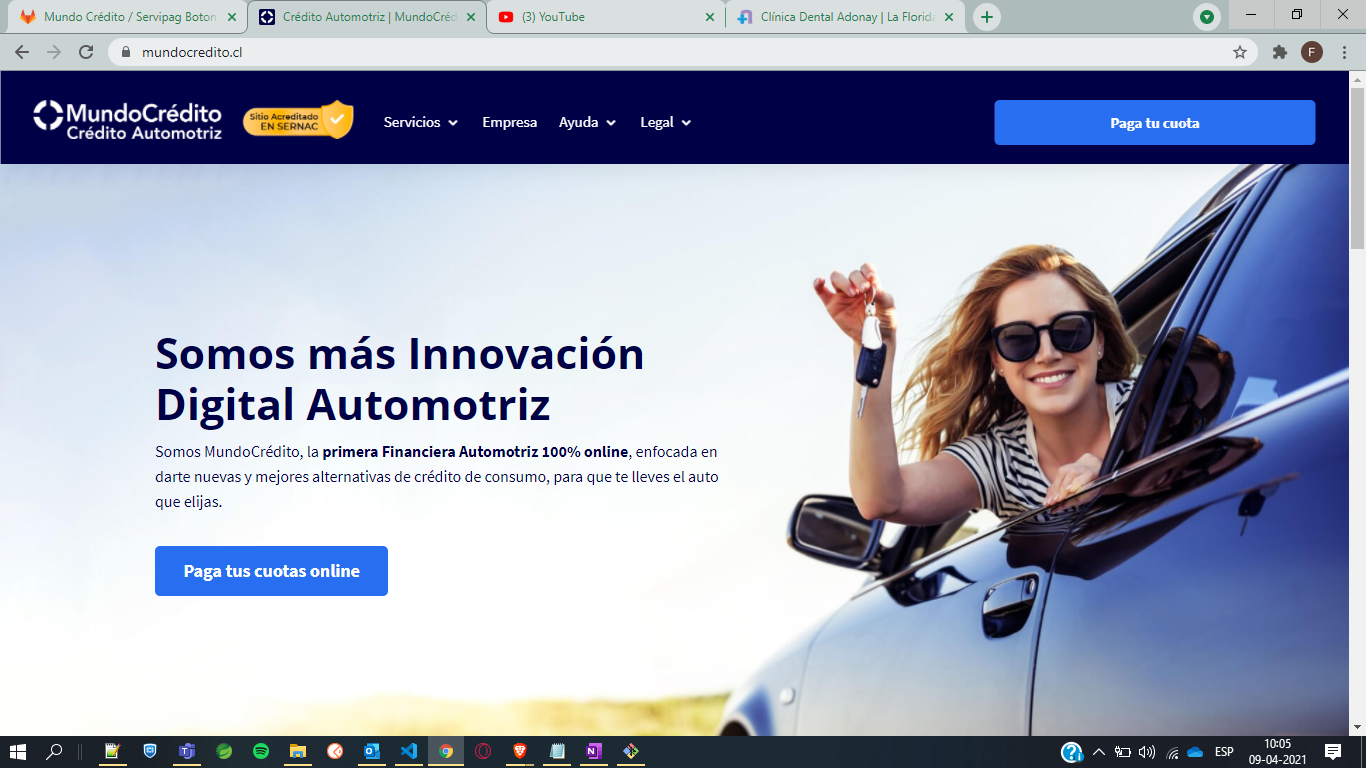 Mundo Crédito / Servipag Boton
Crédito Automotriz | MundoCréd
(3) YouTube
Clínica Dental Adonay | La Florida
mundocredito.cl
F
MundoCrédito
Crédito Automotriz
Sitio Acreditado
EN SERNAC
Servicios
Empresa
Ayuda
Legal
Paga tu cuota
Somos más Innovación
Digital Automotriz
Somos MundoCrédito, la primera Financiera Automotriz 100% online, enfocada en
darte nuevas y mejores alternativas de crédito de consumo, para que te lleves el auto
que elijas.
Paga tus cuotas online
ESP
10:05
09-04-2021